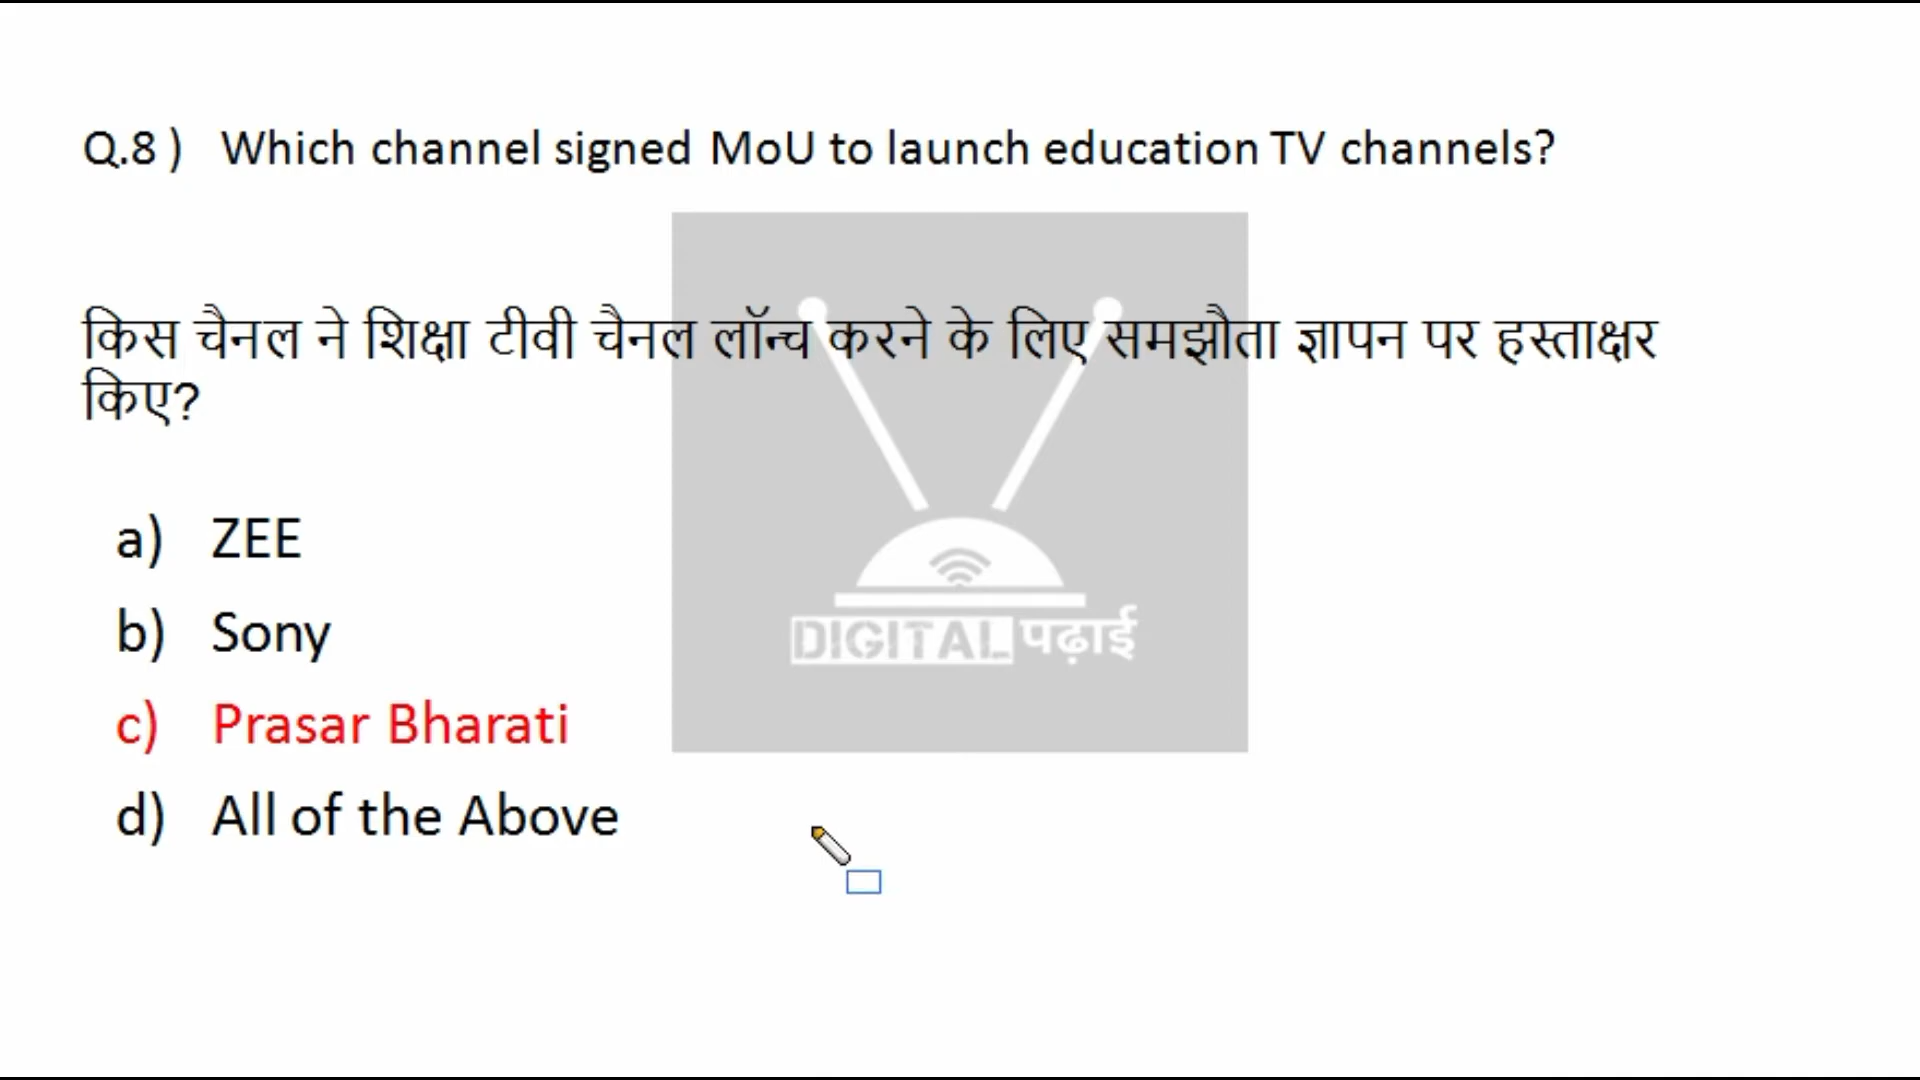 Q.8 ) Which channel signed MoU to launch education TV channels?
किस चैनल ने शिक्षा टीवी चैनल लॉन्च करने के लिए समझौता ज्ञापन पर हस्ताक्षर
किए?
a) ZEE
b) Sony
c) Prasar Bharati
d) All of the Above
DIGITAL पढ़ाई